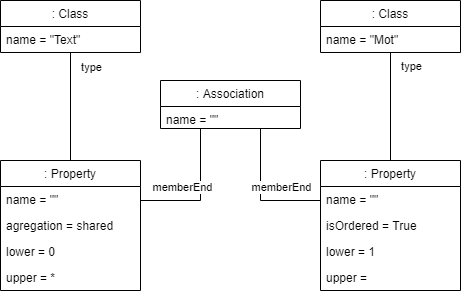 : Class
name = "Text"
: Class
name = "Mot"
type
type
: Association
name = ""
memberEnd
memberEnd
: Property
name = ""
agregation = shared
lower = 0
upper = *
: Property
name = ""
isOrdered = True
lower = 1
upper =